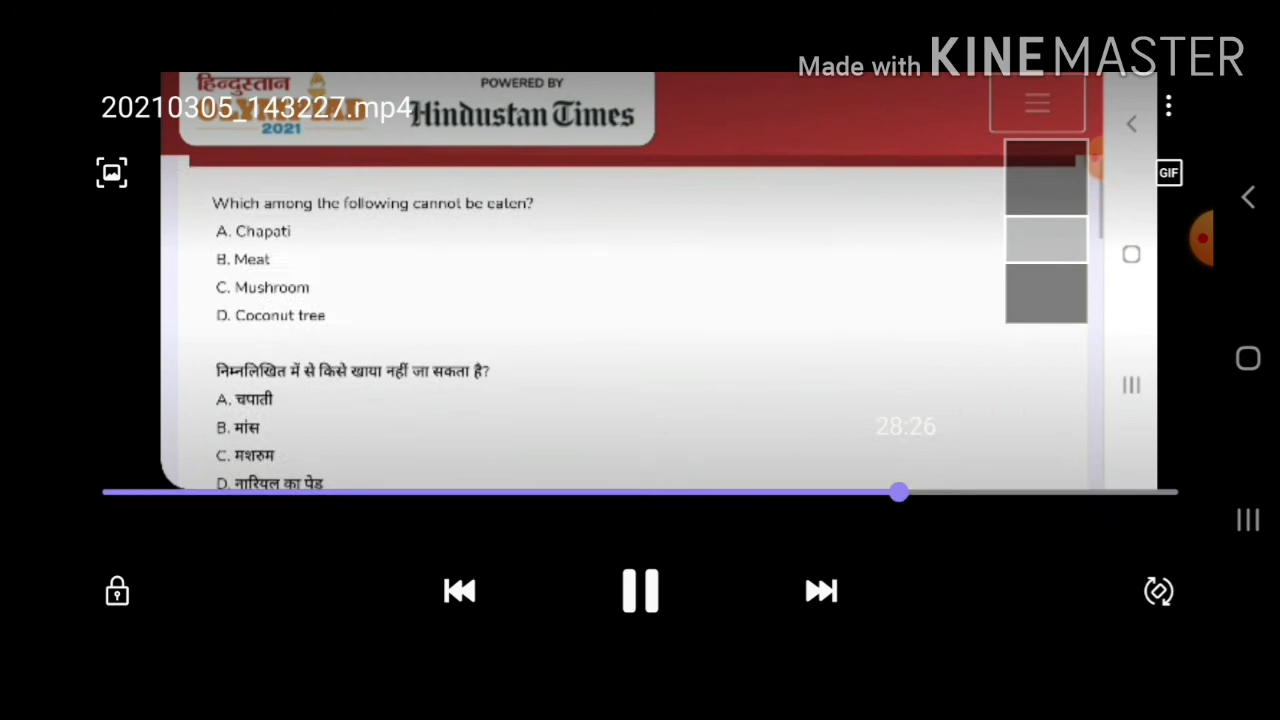 Made with KINEMASTER
हिन्दुस्तान
POWERED BY
20210305_143227.mp4
Hindustan Times
2021
GIF
Which among the following cannot be eaten?
A. Chapati
B. Meat
C. Mushroom
D. Coconut tree
निम्नलिखित में से किसे खाया नहीं जा सकता है?
A. चपाती
B. मांस
C. मशरुम
D. नारियल का पेड
28:26